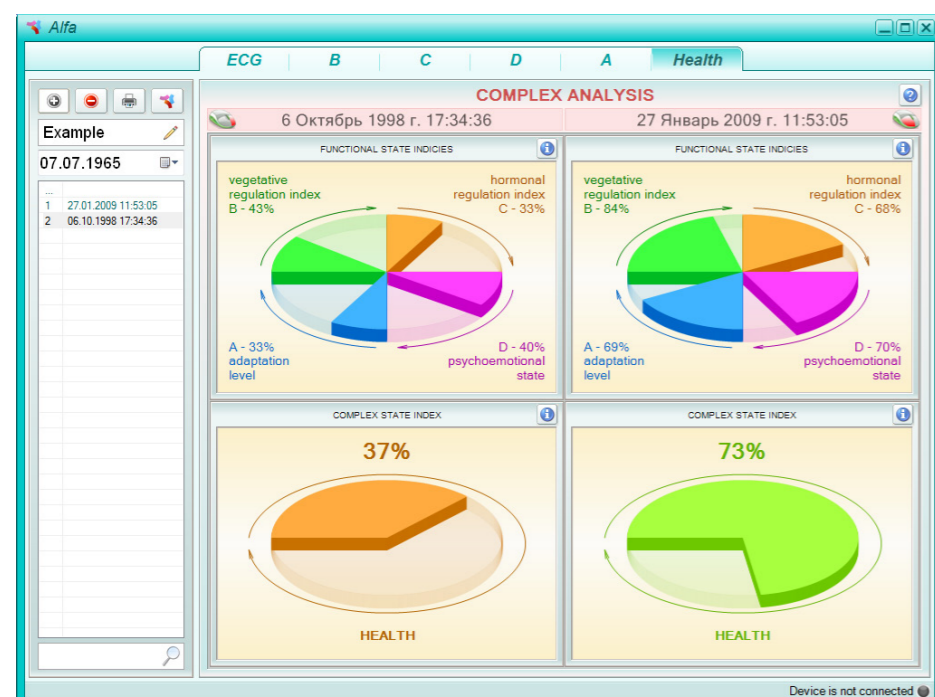 Alfa
ECG B C D A Health
Example
07.07.1965
...
1 27.01.2009 11:53:05
2 06.10.1998 17:34:36
COMPLEX ANALYSIS
6 Октябрь 1998 г. 17:34:36
27 Январь 2009 г. 11:53:05
FUNCTIONAL STATE INDICIES
vegetative
regulation index
B - 43%
hormonal
regulation index
C - 33%
A - 33%
adaptation
level
D - 40%
psychoemotional
state
FUNCTIONAL STATE INDICIES
vegetative
regulation index
B - 84%
hormonal
regulation index
C - 68%
A - 69%
adaptation
level
D - 70%
psychoemotional
state
COMPLEX STATE INDEX
37%
HEALTH
COMPLEX STATE INDEX
73%
HEALTH
Device is not connected